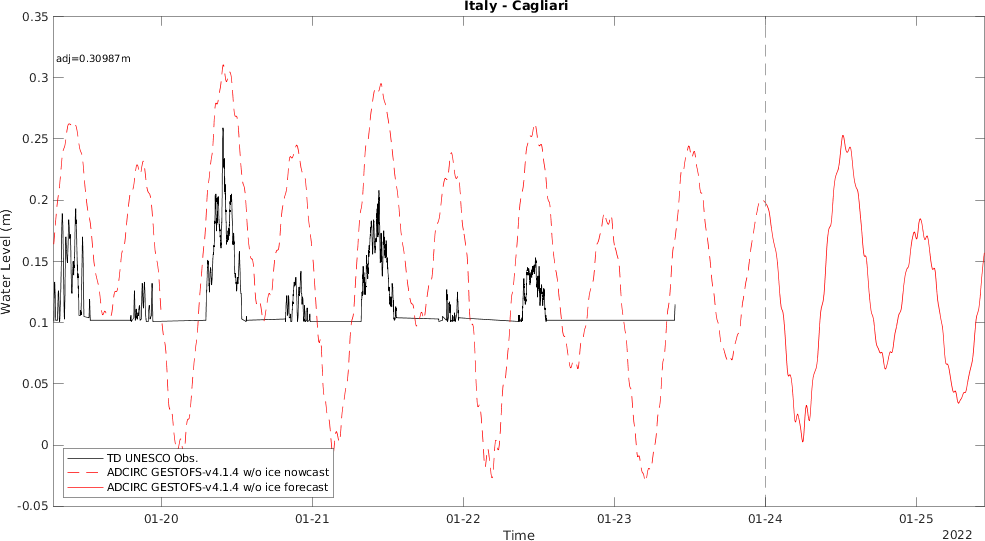 Italy - Cagliari
0.35
adj=0.30987m
0.3
0.25
0.2
0.15
0.1
0.05
0
-0.05
Water Level (m)
TD UNESCO Obs.
ADCIRC GESTOFS-v4.1.4 w/o ice nowcast
ADCIRC GESTOFS-v4.1.4 w/o ice forecast
01-20 01-21 01-22 01-23 01-24 01-25
Time
2022